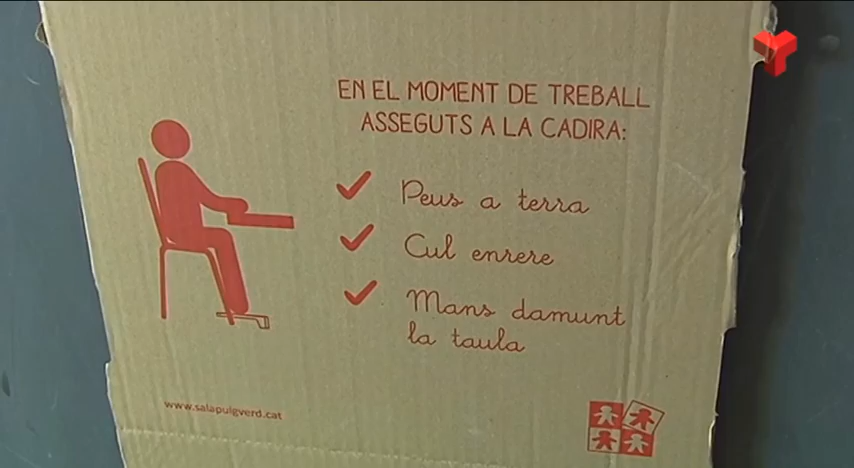 EN EL MOMENT DE TREBALL
ASSEGUTS A LA CADIRA:
Peus a terra
Cul enrere
Mans damunt
la taula
www.salapuigverd.cat